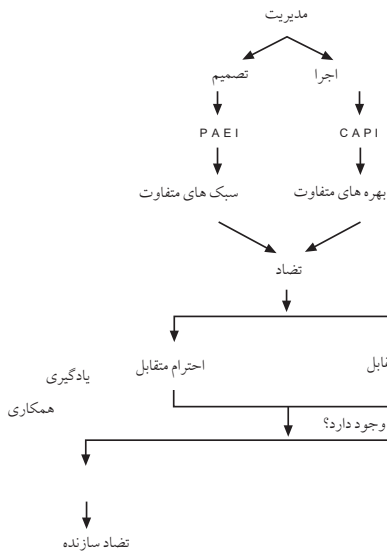 مدیریت
اجرا تصمیم
CAPI PAEI
بهره های متفاوت سبک های متفاوت
تضاد
احترام متقابل
یادگیری
همکاری
وجود دارد؟
تضاد سازنده